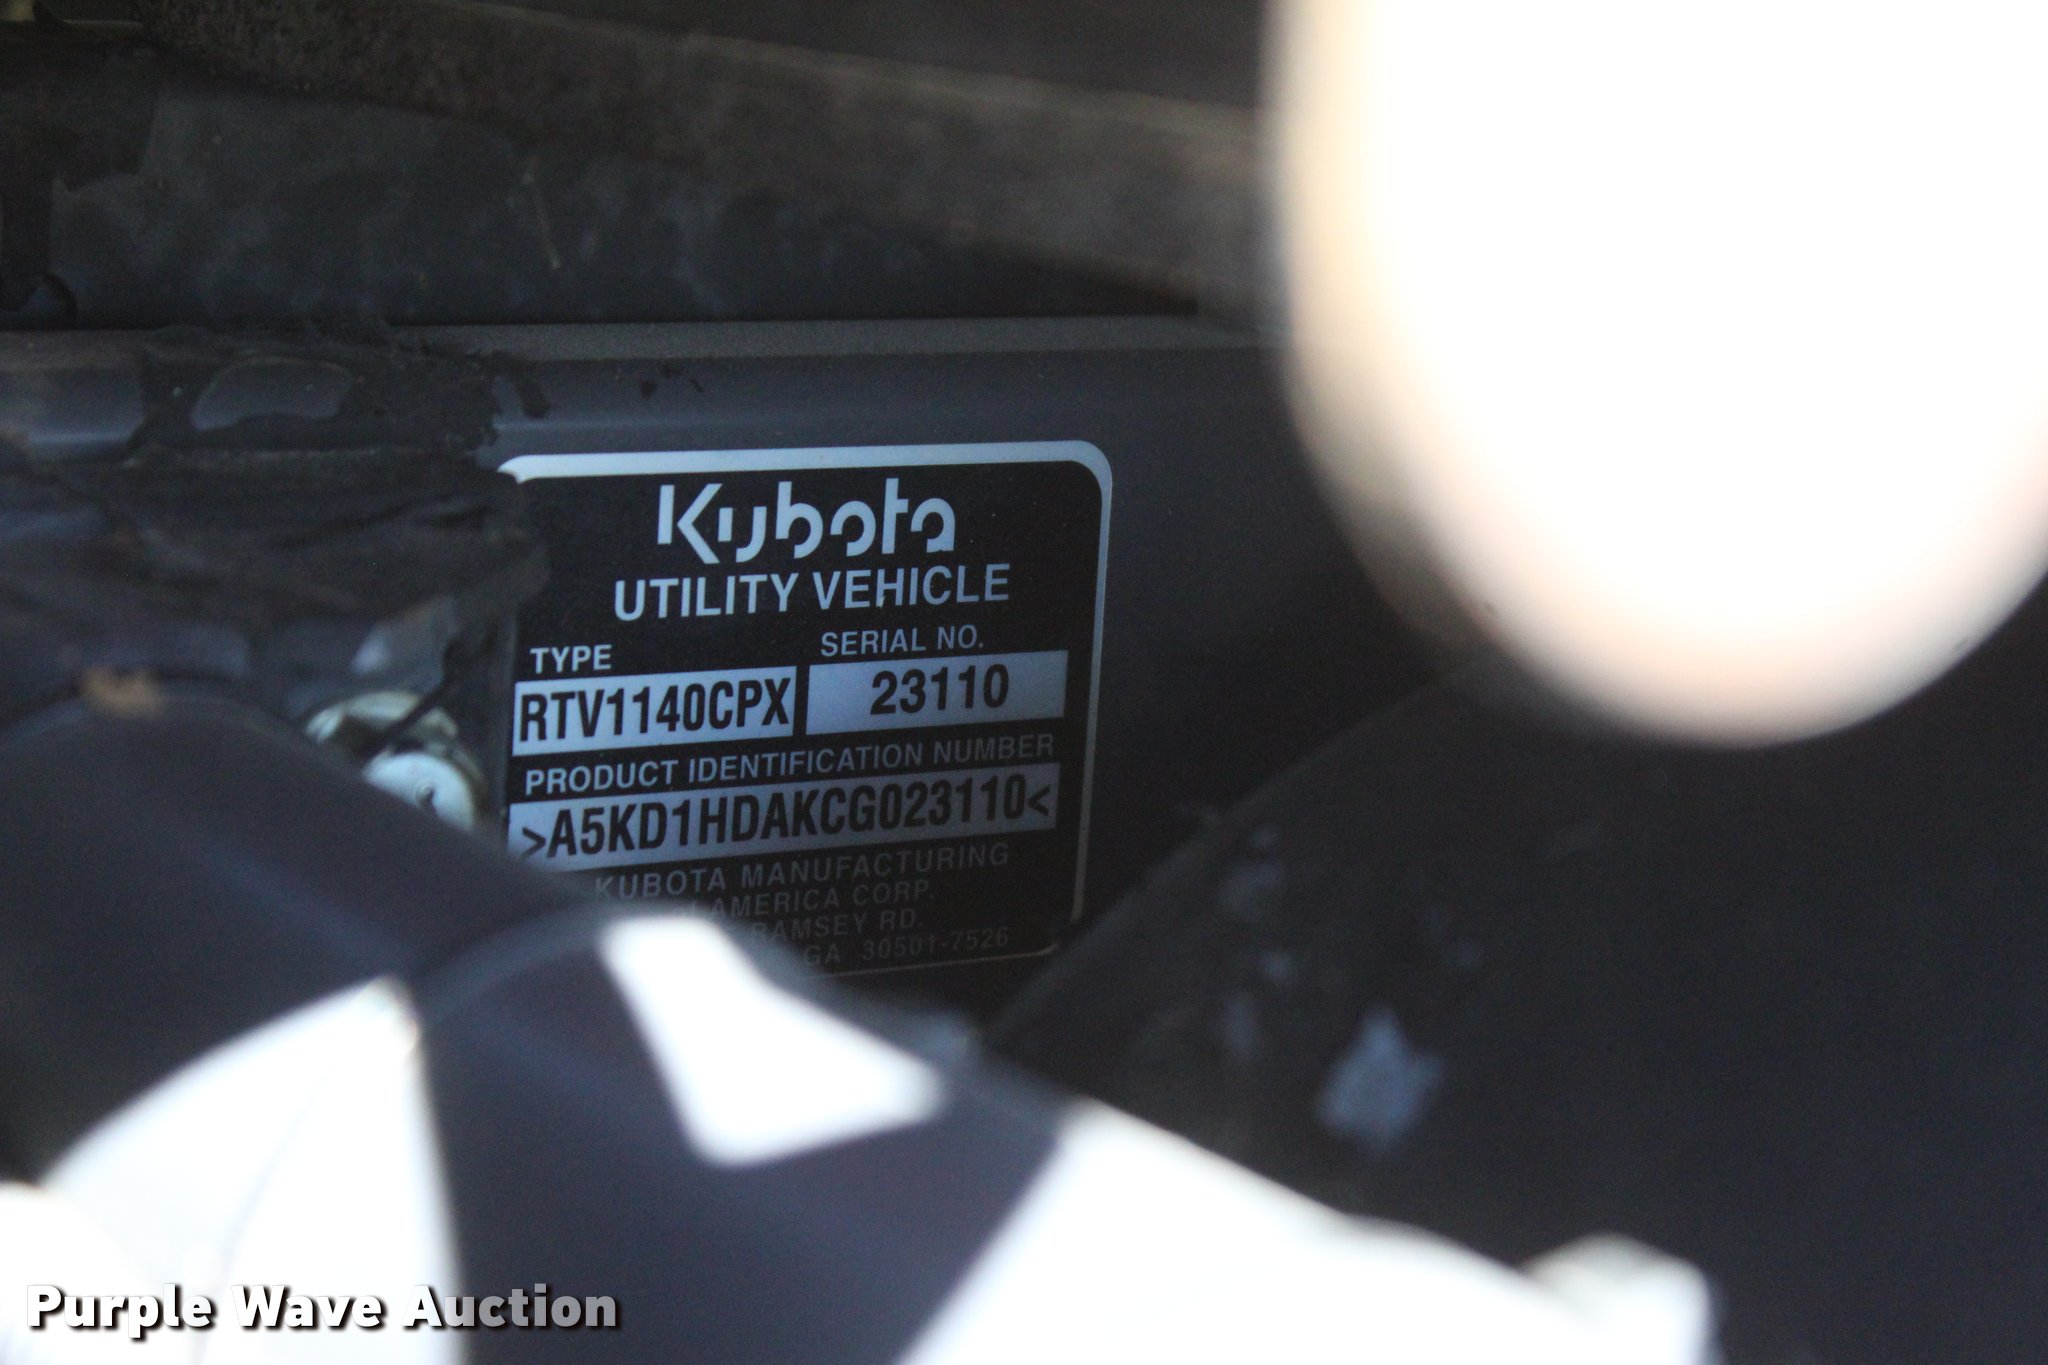 Kubota
UTILITY VEHICLE
TYPE SERIAL NO.
RTV1140CPX 23110
PRODUCT IDENTIFICATION NUMBER
>A5KD1HDAKCG023110<
KUBOTA MANUFACTURING
AMERICA CORP.
RAMSEY RD.
GA 30501-7526
Purple Wave Auction